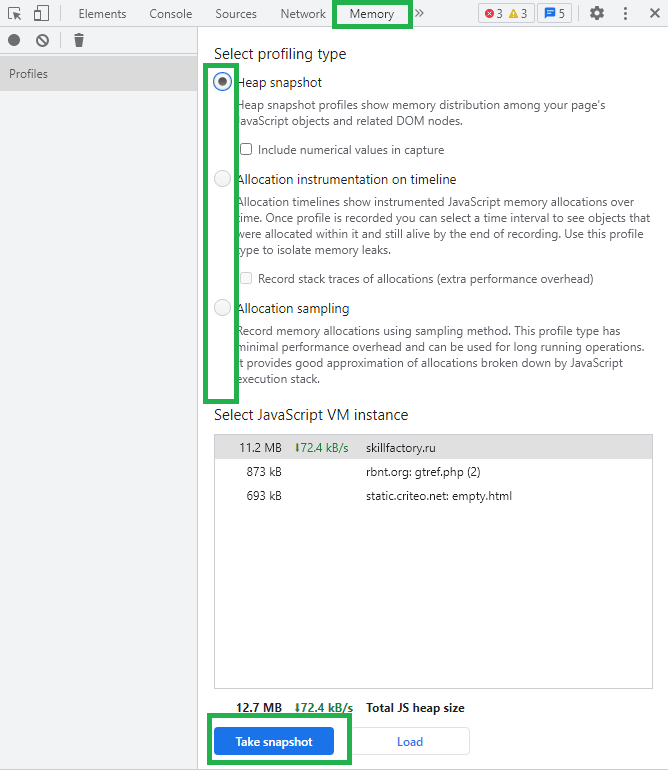 Elements Console Sources Network Memory » 3 3 5
Profiles
Select profiling type
Heap snapshot
Heap snapshot profiles show memory distribution among your page's
JavaScript objects and related DOM nodes.
Include numerical values in capture
Allocation instrumentation on timeline
Allocation timelines show instrumented JavaScript memory allocations over
time. Once profile is recorded you can select a time interval to see objects that
were allocated within it and still alive by the end of recording. Use this profile
type to isolate memory leaks.
Record stack traces of allocations (extra performance overhead)
Allocation sampling
Record memory allocations using sampling method. This profile type has
minimal performance overhead and can be used for long running operations.
It provides good approximation of allocations broken down by JavaScript
execution stack.
Select JavaScript VM instance
11.2 MB ⬇72.4 kB/s skillfactory.ru
873 kB rbnt.org: gtref.php (2)
693 kB static.criteo.net: empty.html
12.7 MB ⬇72.4 kB/s Total JS heap size
Take snapshot Load